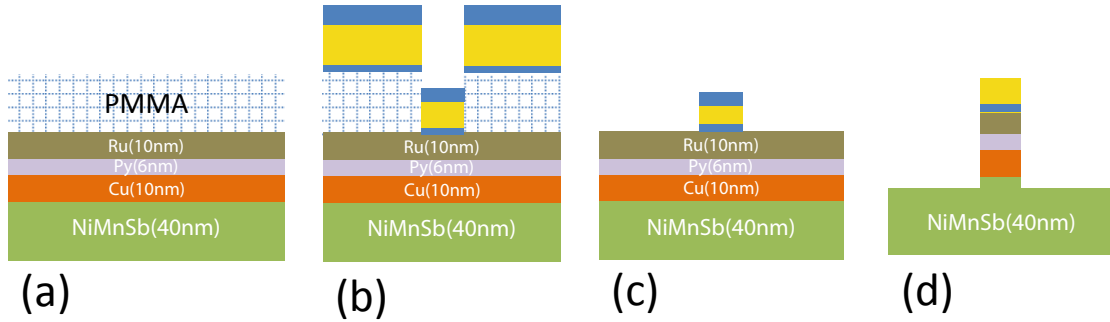 PMMA
Ru(10nm)
Py(6nm)
Cu(10nm)
NiMnSb(40nm)
(a)
Ru(10nm)
Py(6nm)
Cu(10nm)
NiMnSb(40nm)
(b)
Ru(10nm)
Py(6nm)
Cu(10nm)
NiMnSb(40nm)
(c)
NiMnSb(40nm)
(d)